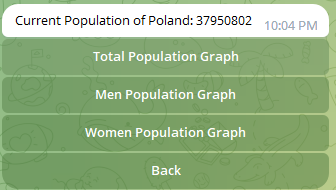 Current Population of Poland: 37950802
10:04 PM
Total Population Graph
Men Population Graph
Women Population Graph
Back